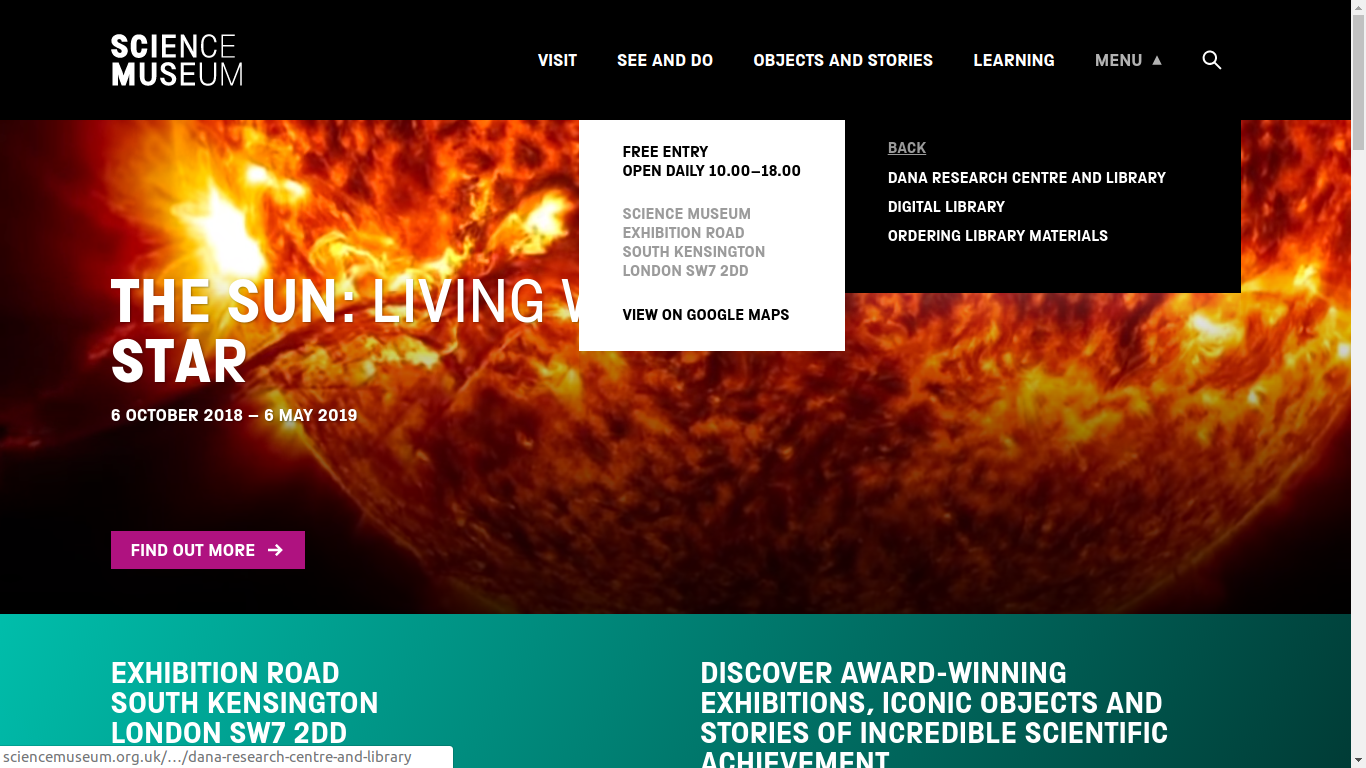 SCIENCE
MUSEUM
VISIT
SEE AND DO
OBJECTS AND STORIES
LEARNING
MENU
FREE ENTRY
OPEN DAILY 10.00–18.00
SCIENCE MUSEUM
EXHIBITION ROAD
SOUTH KENSINGTON
LONDON SW7 2DD
VIEW ON GOOGLE MAPS
BACK
DANA RESEARCH CENTRE AND LIBRARY
DIGITAL LIBRARY
ORDERING LIBRARY MATERIALS
THE SUN: LIVING
STAR
6 OCTOBER 2018 – 6 MAY 2019
FIND OUT MORE
EXHIBITION ROAD
SOUTH KENSINGTON
LONDON SW7 2DD
DISCOVER AWARD-WINNING
EXHIBITIONS, ICONIC OBJECTS AND
STORIES OF INCREDIBLE SCIENTIFIC
ACHIEVEMENT
sciencemuseum.org.uk/…/dana-research-centre-and-library